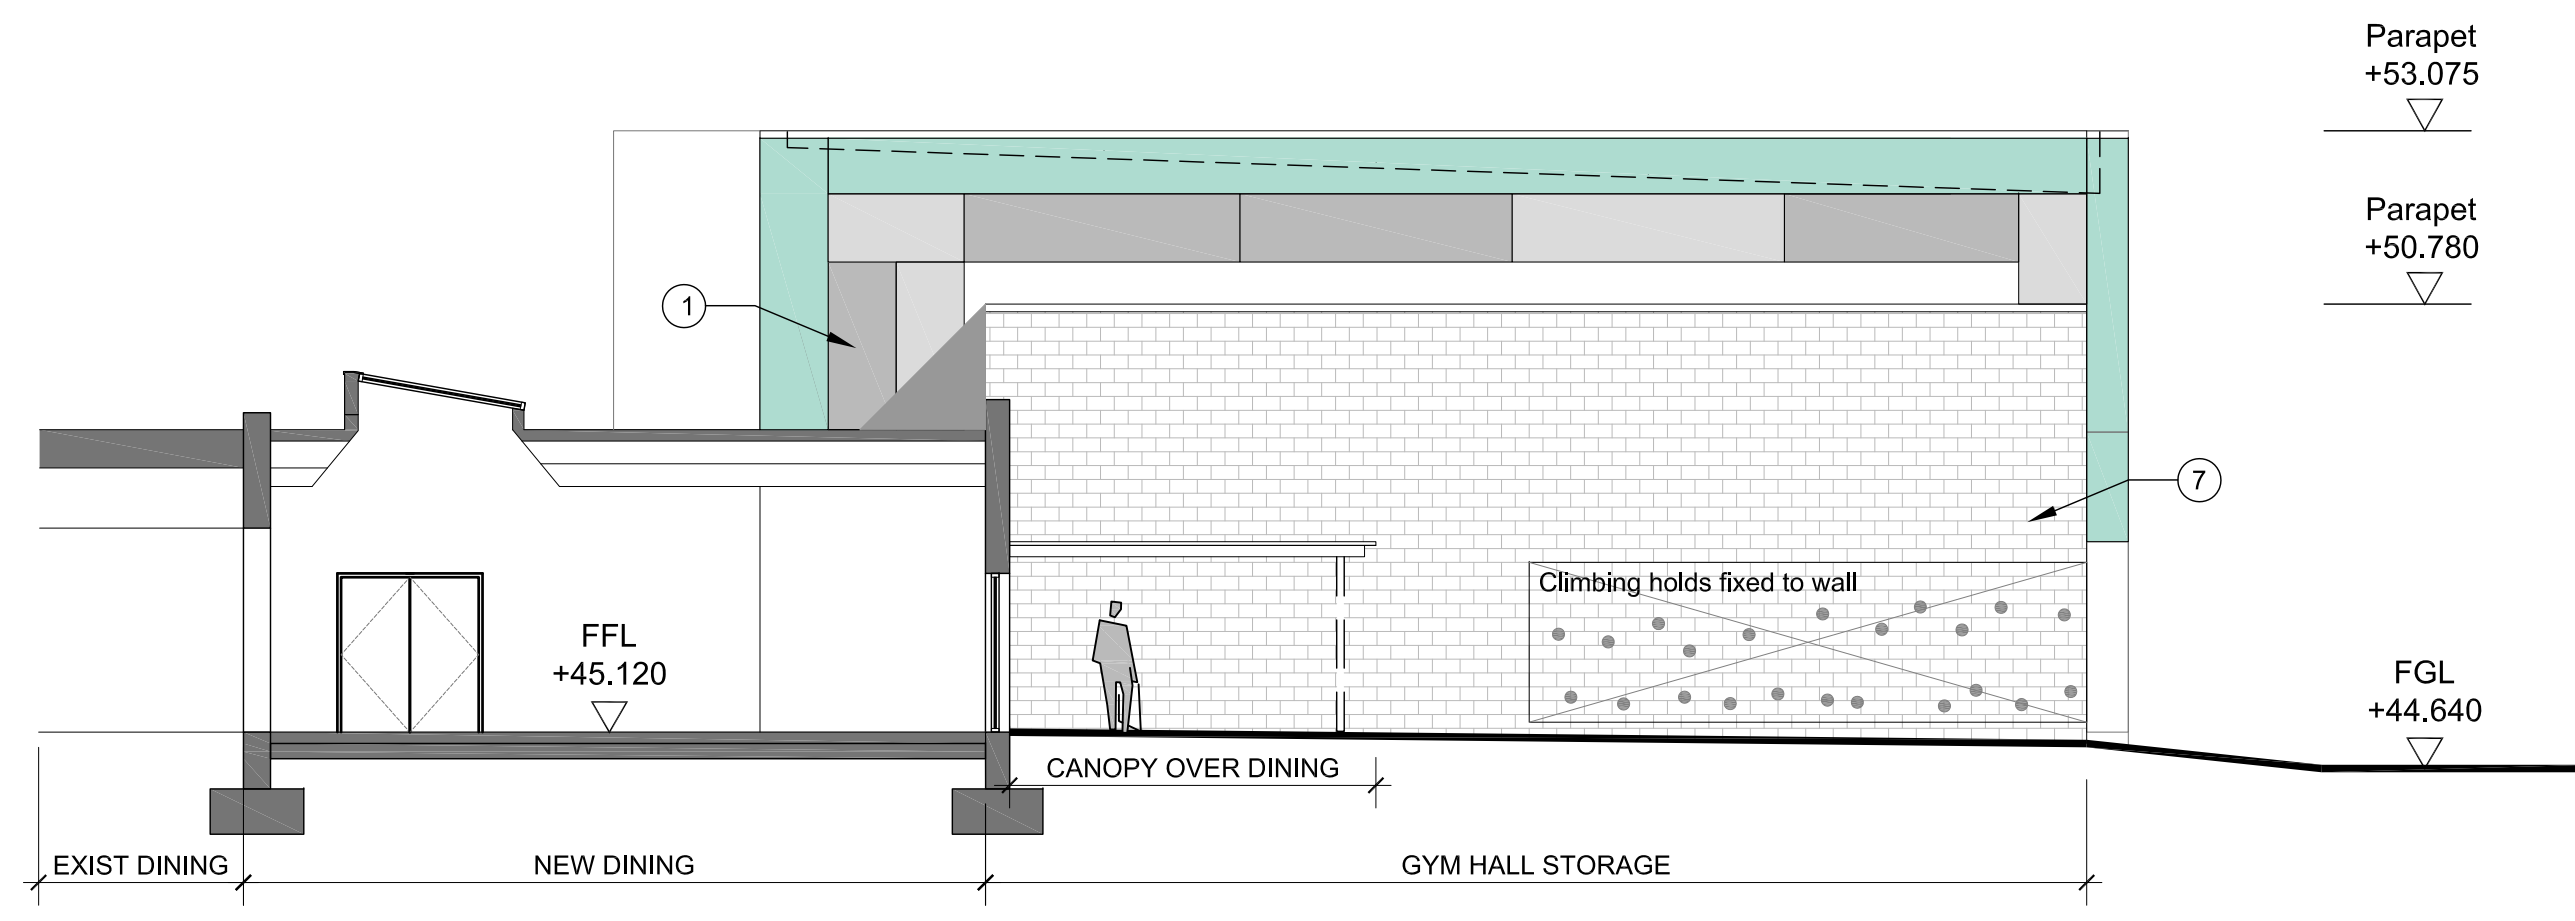 Parapet
+53.075
Parapet
+50.780
1
7
Climbing holds fixed to wall
FFL
+45.120
FGL
+44.640
CANOPY OVER DINING
EXIST DINING
NEW DINING
GYM HALL STORAGE